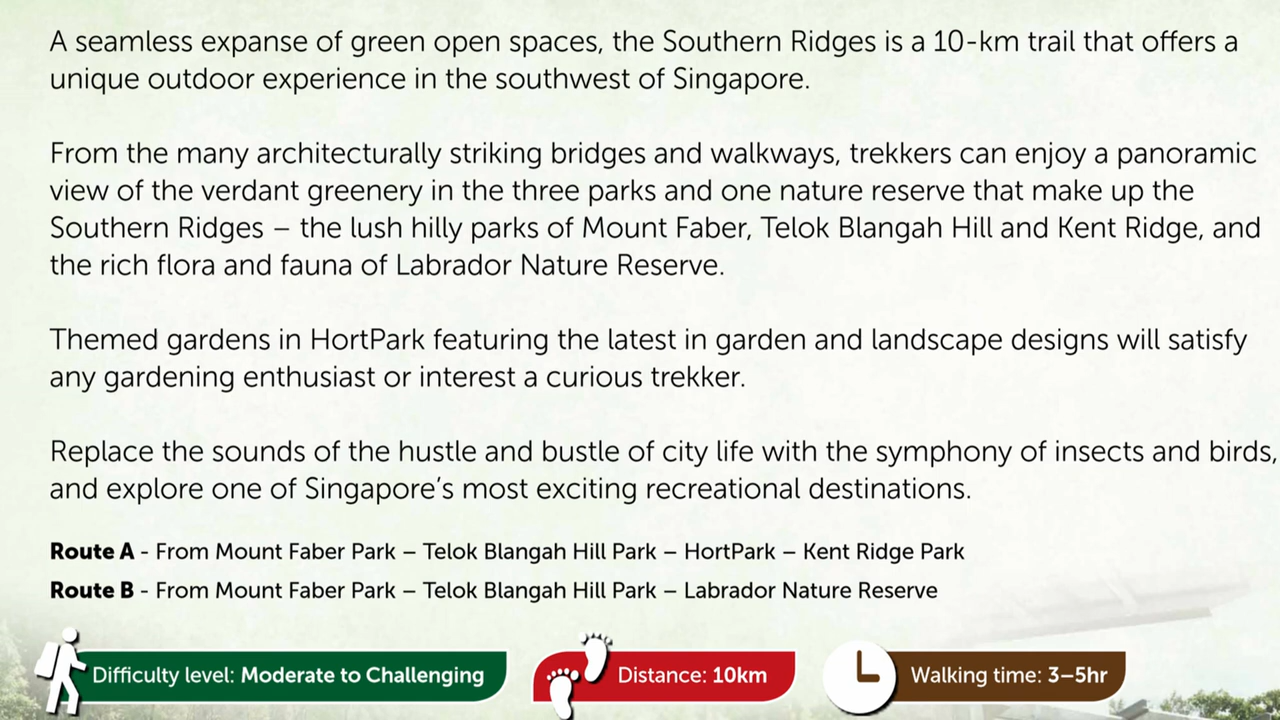 A seamless expanse of green open spaces, the Southern Ridges is a 10-km trail that offers a
unique outdoor experience in the southwest of Singapore.
From the many architecturally striking bridges and walkways, trekkers can enjoy a panoramic
view of the verdant greenery in the three parks and one nature reserve that make up the
Southern Ridges – the lush hilly parks of Mount Faber, Telok Blangah Hill and Kent Ridge, and
the rich flora and fauna of Labrador Nature Reserve.
Themed gardens in HortPark featuring the latest in garden and landscape designs will satisfy
any gardening enthusiast or interest a curious trekker.
Replace the sounds of the hustle and bustle of city life with the symphony of insects and birds,
and explore one of Singapore's most exciting recreational destinations.
Route A - From Mount Faber Park – Telok Blangah Hill Park – HortPark – Kent Ridge Park
Route B - From Mount Faber Park – Telok Blangah Hill Park – Labrador Nature Reserve
Difficulty level: Moderate to Challenging
Distance: 10km
Walking time: 3–5hr